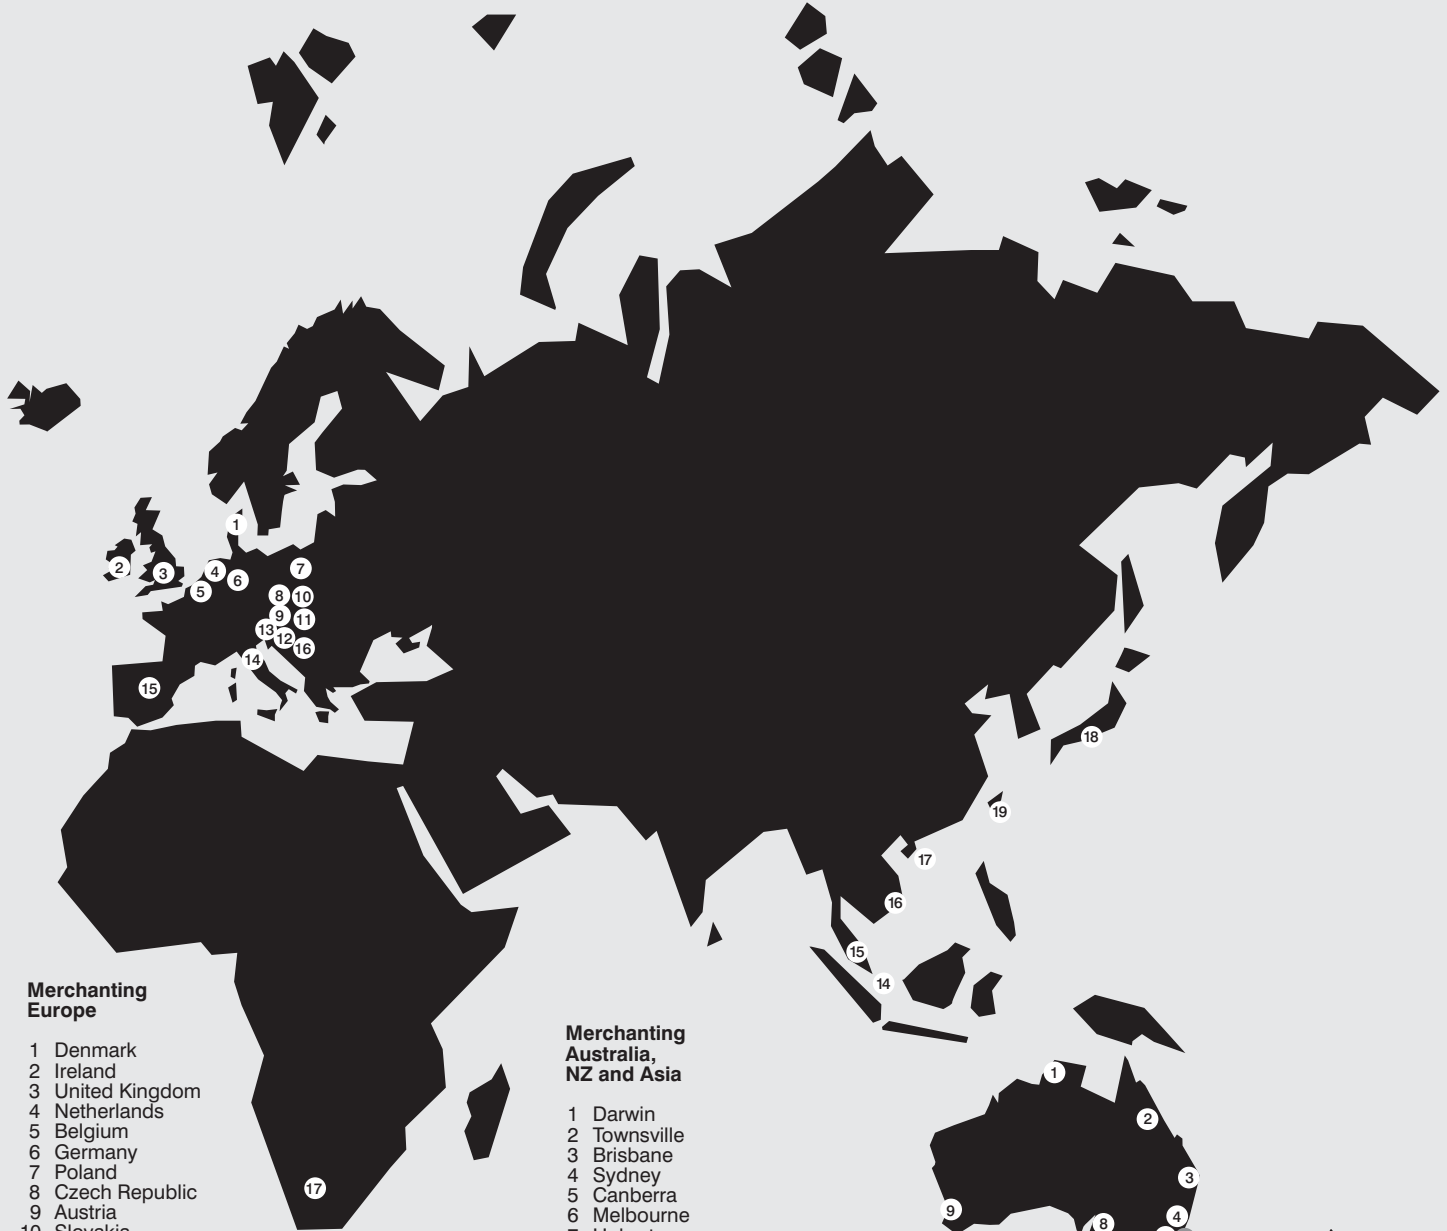 1
2
3
4
5
6
7
8
10
9
11
13
12
16
14
15
18
19
17
16
15
14
17
1
2
3
9
4
8
Merchanting
Europe
1 Denmark
2 Ireland
3 United Kingdom
4 Netherlands
5 Belgium
6 Germany
7 Poland
8 Czech Republic
9 Austria
10 Slovakia
Merchanting
Australia,
NZ and Asia
1 Darwin
2 Townsville
3 Brisbane
4 Sydney
5 Canberra
6 Melbourne